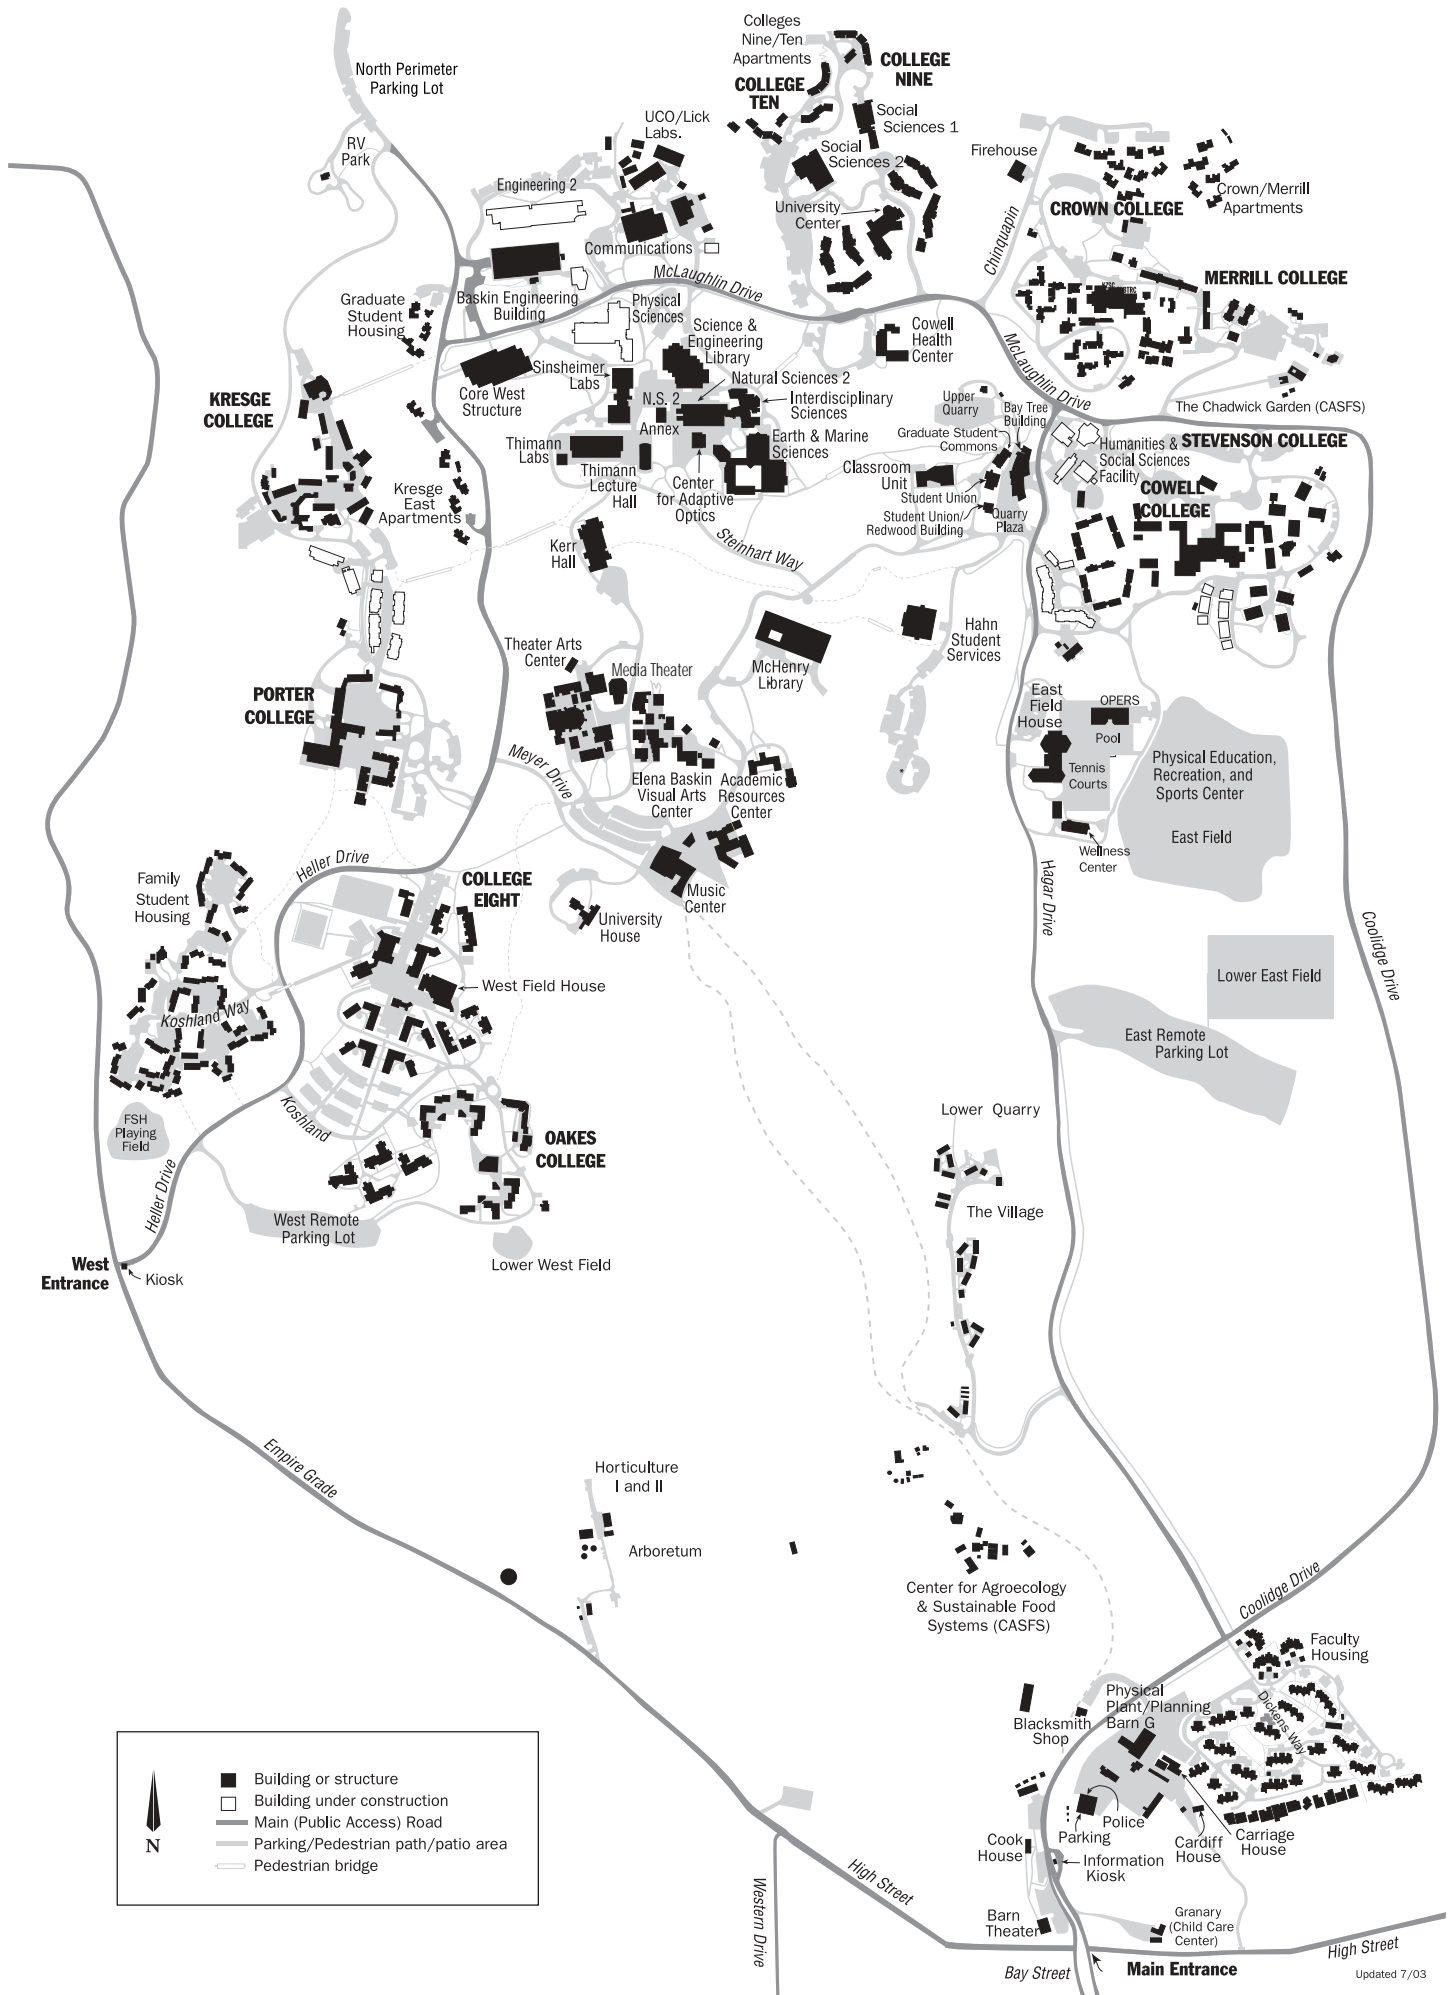 Colleges
Nine/Ten
Apartments
COLLEGE
NINE
COLLEGE
TEN
North Perimeter
Parking Lot
RV
Park
UCO/Lick
Labs.
Social
Sciences 1
Social
Sciences 2
Firehouse
Engineering 2
University
Center
Crown/Merrill
Apartments
CROWN COLLEGE
Chinquapin
Communications
McLaughlin Drive
MERRILL COLLEGE
Graduate
Student
Housing
Baskin Engineering
Building
Physical
Sciences
Science &
Engineering
Library
Cowell
Health
Center
McLaughlin Drive
Sinsheimer
Labs
Core West
Structure
Natural Sciences 2
N.S. 2
Annex
Interdisciplinary
Sciences
KRESGE
COLLEGE
Upper
Quarry
Bay Tree
Building
The Chadwick Garden (CASFS)
Graduate Student
Commons
Earth & Marine
Sciences
Humanities &
Social Sciences
Facility
STEVENSON COLLEGE
Thimann
Labs
Thimann
Lecture
Hall
Center
for Adaptive
Optics
Classroom
Unit
Student Union
Student Union/
Redwood Building
Quarry
Plaza
COWELL
COLLEGE
Kresge
East
Apartments
Kerr
Hall
Steinhart Way
Hahn
Student
Services
Theater Arts
Center
Media Theater
McHenry
Library
PORTER
COLLEGE
East
Field
House
OPERS
Pool
Tennis
Courts
Physical Education,
Recreation, and
Sports Center
East Field
Meyer Drive
Elena Baskin
Visual Arts
Center
Academic
Resources
Center
Wellness
Center
Hagar Drive
Heller Drive
Family
Student
Housing
COLLEGE
EIGHT
Music
Center
University
House
Coolidge Drive
Lower East Field
West Field House
Koshland Way
East Remote
Parking Lot
Koshland
FSH
Playing
Field
Lower Quarry
OAKES
COLLEGE
Heller Drive
The Village
West Remote
Parking Lot
West
Entrance
Kiosk
Lower West Field
Empire Grade
Horticulture
I and II
Arboretum
Center for Agroecology
& Sustainable Food
Systems (CASFS)
Coolidge Drive
Faculty
Housing
Dickens Way
Physical
Plant/Planning
Barn G
Blacksmith
Shop
N
Building or structure
Building under construction
Main (Public Access) Road
Parking/Pedestrian path/patio area
Pedestrian bridge
Police
Parking
Cook
House
Cardiff
House
Carriage
House
Information
Kiosk
High Street
Western Drive
Barn
Theater
Granary
(Child Care
Center)
High Street
Bay Street
Main Entrance
Updated 7/03